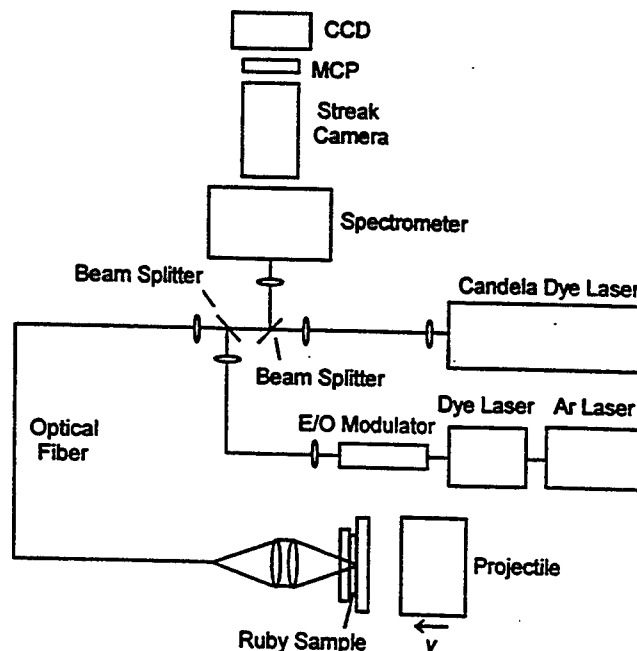 CCD
MCP
Streak
Camera
Spectrometer
Beam Splitter
Candela Dye Laser
Beam Splitter
Dye Laser
Ar Laser
E/O Modulator
Optical
Fiber
Projectile
Ruby Sample
v